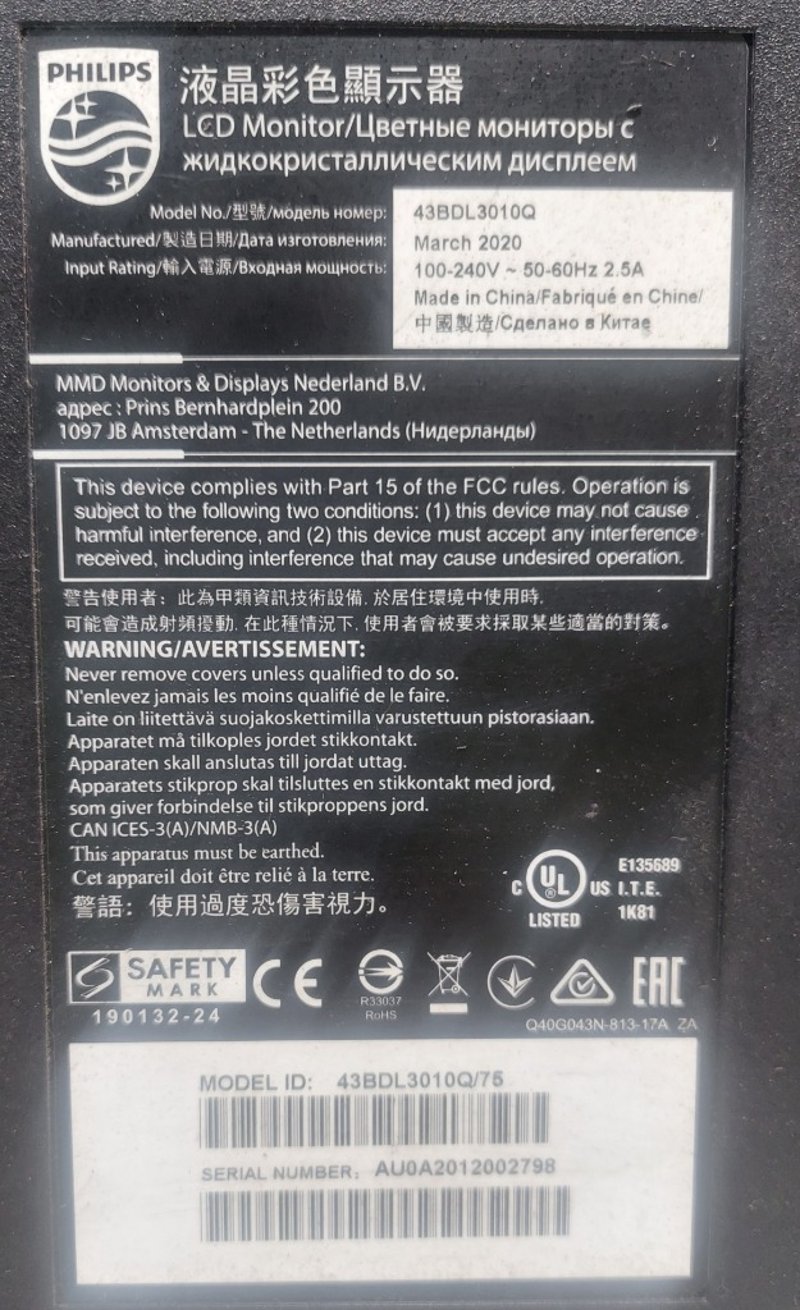 PHILIPS
液晶彩色顯示器
LCD Monitor/Цветные мониторы с
жидкокристаллическим дисплеем
Model No./型號/модель номер: 43BDL3010Q
Manufactured/製造日期/Дата изготовления: March 2020
Input Rating/輸入電源/Входная мощность: 100-240V ~ 50-60Hz 2.5A
Made in China/Fabriqué en Chine/
中國製造/Сделано в Китае
MMD Monitors & Displays Nederland B.V.
адрес : Prins Bernhardplein 200
1097 JB Amsterdam - The Netherlands (Нидерланды)
This device complies with Part 15 of the FCC rules. Operation is
subject to the following two conditions: (1) this device may not cause
harmful interference, and (2) this device must accept any interference
received, including interference that may cause undesired operation.
警告使用者：此為甲類資訊技術設備, 於居住環境中使用時,
可能會造成射頻擾動, 在此種情況下, 使用者會被要求採取某些適當的對策。
WARNING/AVERTISSEMENT:
Never remove covers unless qualified to do so.
N'enlevez jamais les moins qualifié de le faire.
Laite on liitettävä suojakoskettimilla varustettuun pistorasiaan.
Apparatet må tilkoples jordet stikkontakt.
Apparaten skall anslutas till jordat uttag.
Apparatets stikprop skal tilsluttes en stikkontakt med jord,
som giver forbindelse til stikproppens jord.
CAN ICES-3(A)/NMB-3(A)
This apparatus must be earthed.
Cet appareil doit être relié à la terre.
警語：使用過度恐傷害視力。
C UL US LISTED
E135689
I.T.E.
1K81
SAFETY
MARK
190132-24
CE
R33037
RoHS
EAC
Q40G043N-813-17A ZA
MODEL ID: 43BDL3010Q/75
SERIAL NUMBER: AU0A2012002798